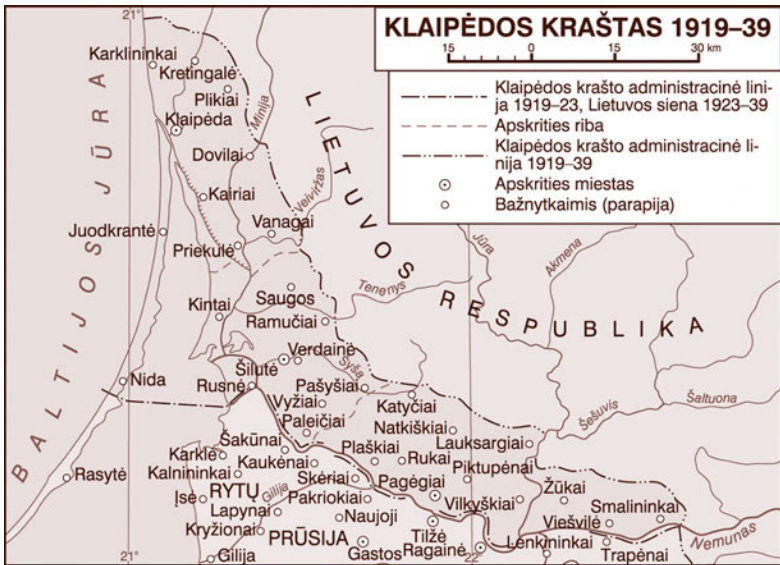 KLAIPĖDOS KRAŠTAS 1919–39
15 0 15 30 km
Klaipėdos krašto administracinė lini-
ja 1919–23, Lietuvos siena 1923–39
Apskrities riba
Klaipėdos krašto administracinė li-
nija 1919–39
Apskrities miestas
Bažnytkaimis (parapija)
21°
Karklininkai
Kretingalė
Plikiai
Klaipėda
Minija
Dovilai
BALTIJOS JŪRA
LIETUVOS RESPUBLIKA
Kairiai
Veiviržas
Vanagai
Juodkrantė
Priekulė
Jūra
Akmena
Saugos
Tenenys
Kintai
Ramučiai
Verdainė
Šilutė
Šyša
Nida
Rusnė
Pašyšiai
Katyčiai
Šaltuona
Vyžiai
Šešuvis
Paleičiai
Natkiškiai
Šakūnai
Lauksargiai
Karklė
Plaškiai
Kaukėnai
Rukai
Kalnininkai
Piktupėnai
Rasytė
Skėriai
Pagėgiai
Žūkai
RYTŲ
Gilija
Įsė
Pakriokiai
Vilkyškiai
Smalininkai
Lapynai
Naujoji
Viešvilė
Kryžionai
Tilžė
Nemunas
PRŪSIJA
Ragainė
Lenkininkai
Trapėnai
21°
Gilija
Gastos
22°